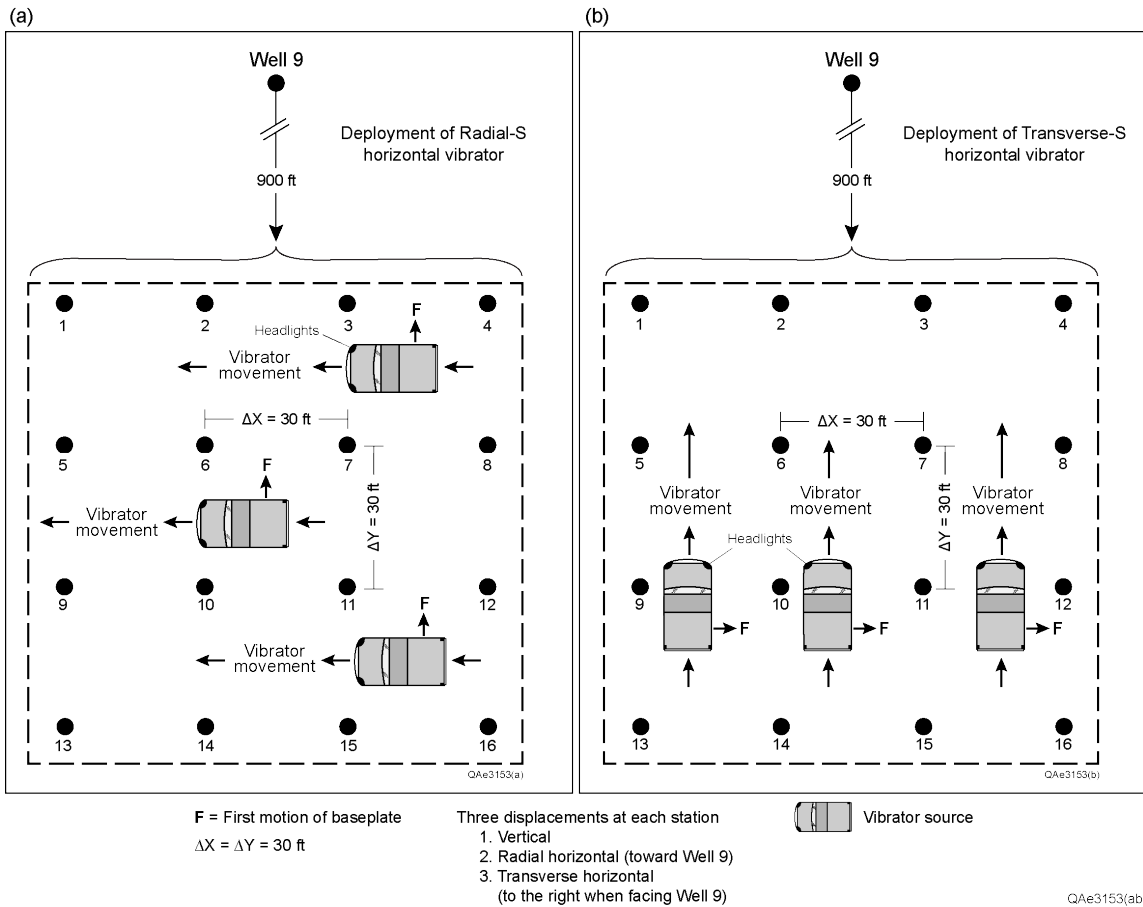 (a)
Well 9
Deployment of Radial-S
horizontal vibrator
900 ft
1
2
3
4
F
Headlights
Vibrator
movement
ΔX = 30 ft
5
6
7
8
F
Vibrator
movement
ΔY = 30 ft
9
10
11
12
F
Vibrator
movement
13
14
15
16
QAe3153(a)
(b)
Well 9
Deployment of Transverse-S
horizontal vibrator
900 ft
1
2
3
4
ΔX = 30 ft
5
6
7
8
Vibrator
movement
Vibrator
movement
Vibrator
movement
ΔY = 30 ft
Headlights
9
10
11
12
F
F
F
13
14
15
16
QAe3153(b)
F = First motion of baseplate
ΔX = ΔY = 30 ft
Three displacements at each station
1. Vertical
2. Radial horizontal (toward Well 9)
3. Transverse horizontal
(to the right when facing Well 9)
Vibrator source
QAe3153(ab